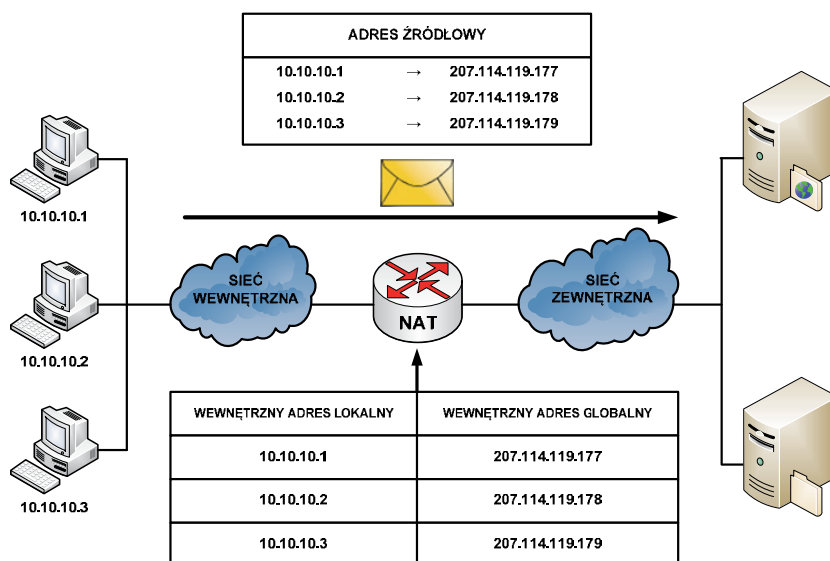 ADRES ŹRÓDŁOWY
10.10.10.1 → 207.114.119.177
10.10.10.2 → 207.114.119.178
10.10.10.3 → 207.114.119.179
10.10.10.1
10.10.10.2
10.10.10.3
SIEĆ
WEWNĘTRZNA
NAT
SIEĆ
ZEWNĘTRZNA
WEWNĘTRZNY ADRES LOKALNY WEWNĘTRZNY ADRES GLOBALNY
10.10.10.1 207.114.119.177
10.10.10.2 207.114.119.178
10.10.10.3 207.114.119.179